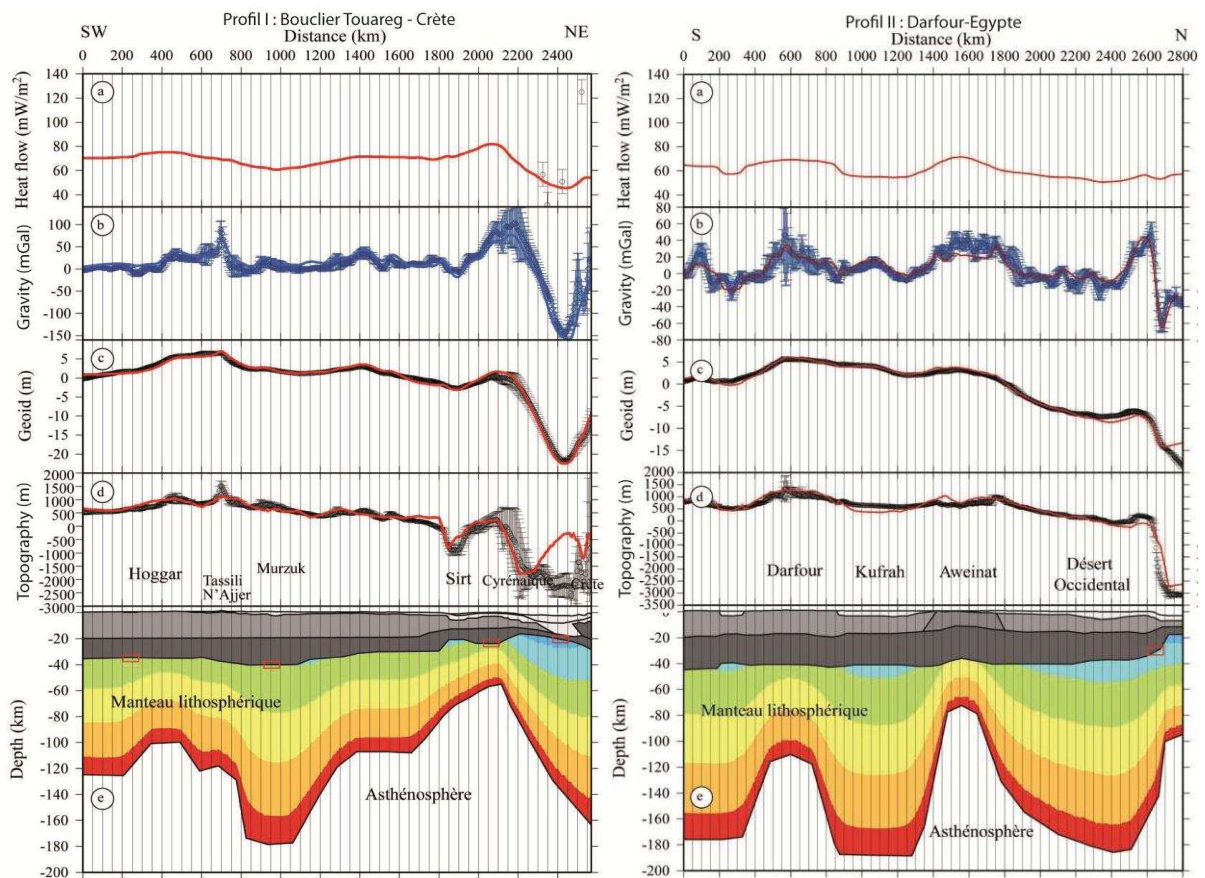 Profil I : Bouclier Touareg - Crète
SW Distance (km) NE
0 200 400 600 800 1000 1200 1400 1600 1800 2000 2200 2400
Heat flow (mW/m²)
140
120
100
80
60
40
a
Gravity (mGal)
100
50
0
-50
-100
-150
b
Geoid (m)
5
0
-5
-10
-15
-20
c
Topography (m)
2000
1500
1000
500
0
-500
-1000
-1500
-2000
-2500
-3000
d
Hoggar
Tassili
N'Ajjer
Murzuk
Sirt
Cyrénaïque
Crète
Depth (km)
-20
-40
-60
-80
-100
-120
-140
-160
-180
-200
Manteau lithosphérique
Asthénosphère
e
Profil II : Darfour-Egypte
S Distance (km) N
0 200 400 600 800 1000 1200 1400 1600 1800 2000 2200 2400 2600 2800
Heat flow (mW/m²)
140
120
100
80
60
40
a
Gravity (mGal)
80
60
40
20
0
-20
-40
-60
-80
b
Geoid (m)
5
0
-5
-10
-15
c
Topography (m)
2000
1500
1000
500
0
-500
-1000
-1500
-2000
-2500
-3000
-3500
d
Darfour
Kufrah
Aweinat
Désert
Occidental
Depth (km)
0
-20
-40
-60
-80
-100
-120
-140
-160
-180
-200
Manteau lithosphérique
Asthénosphère
e